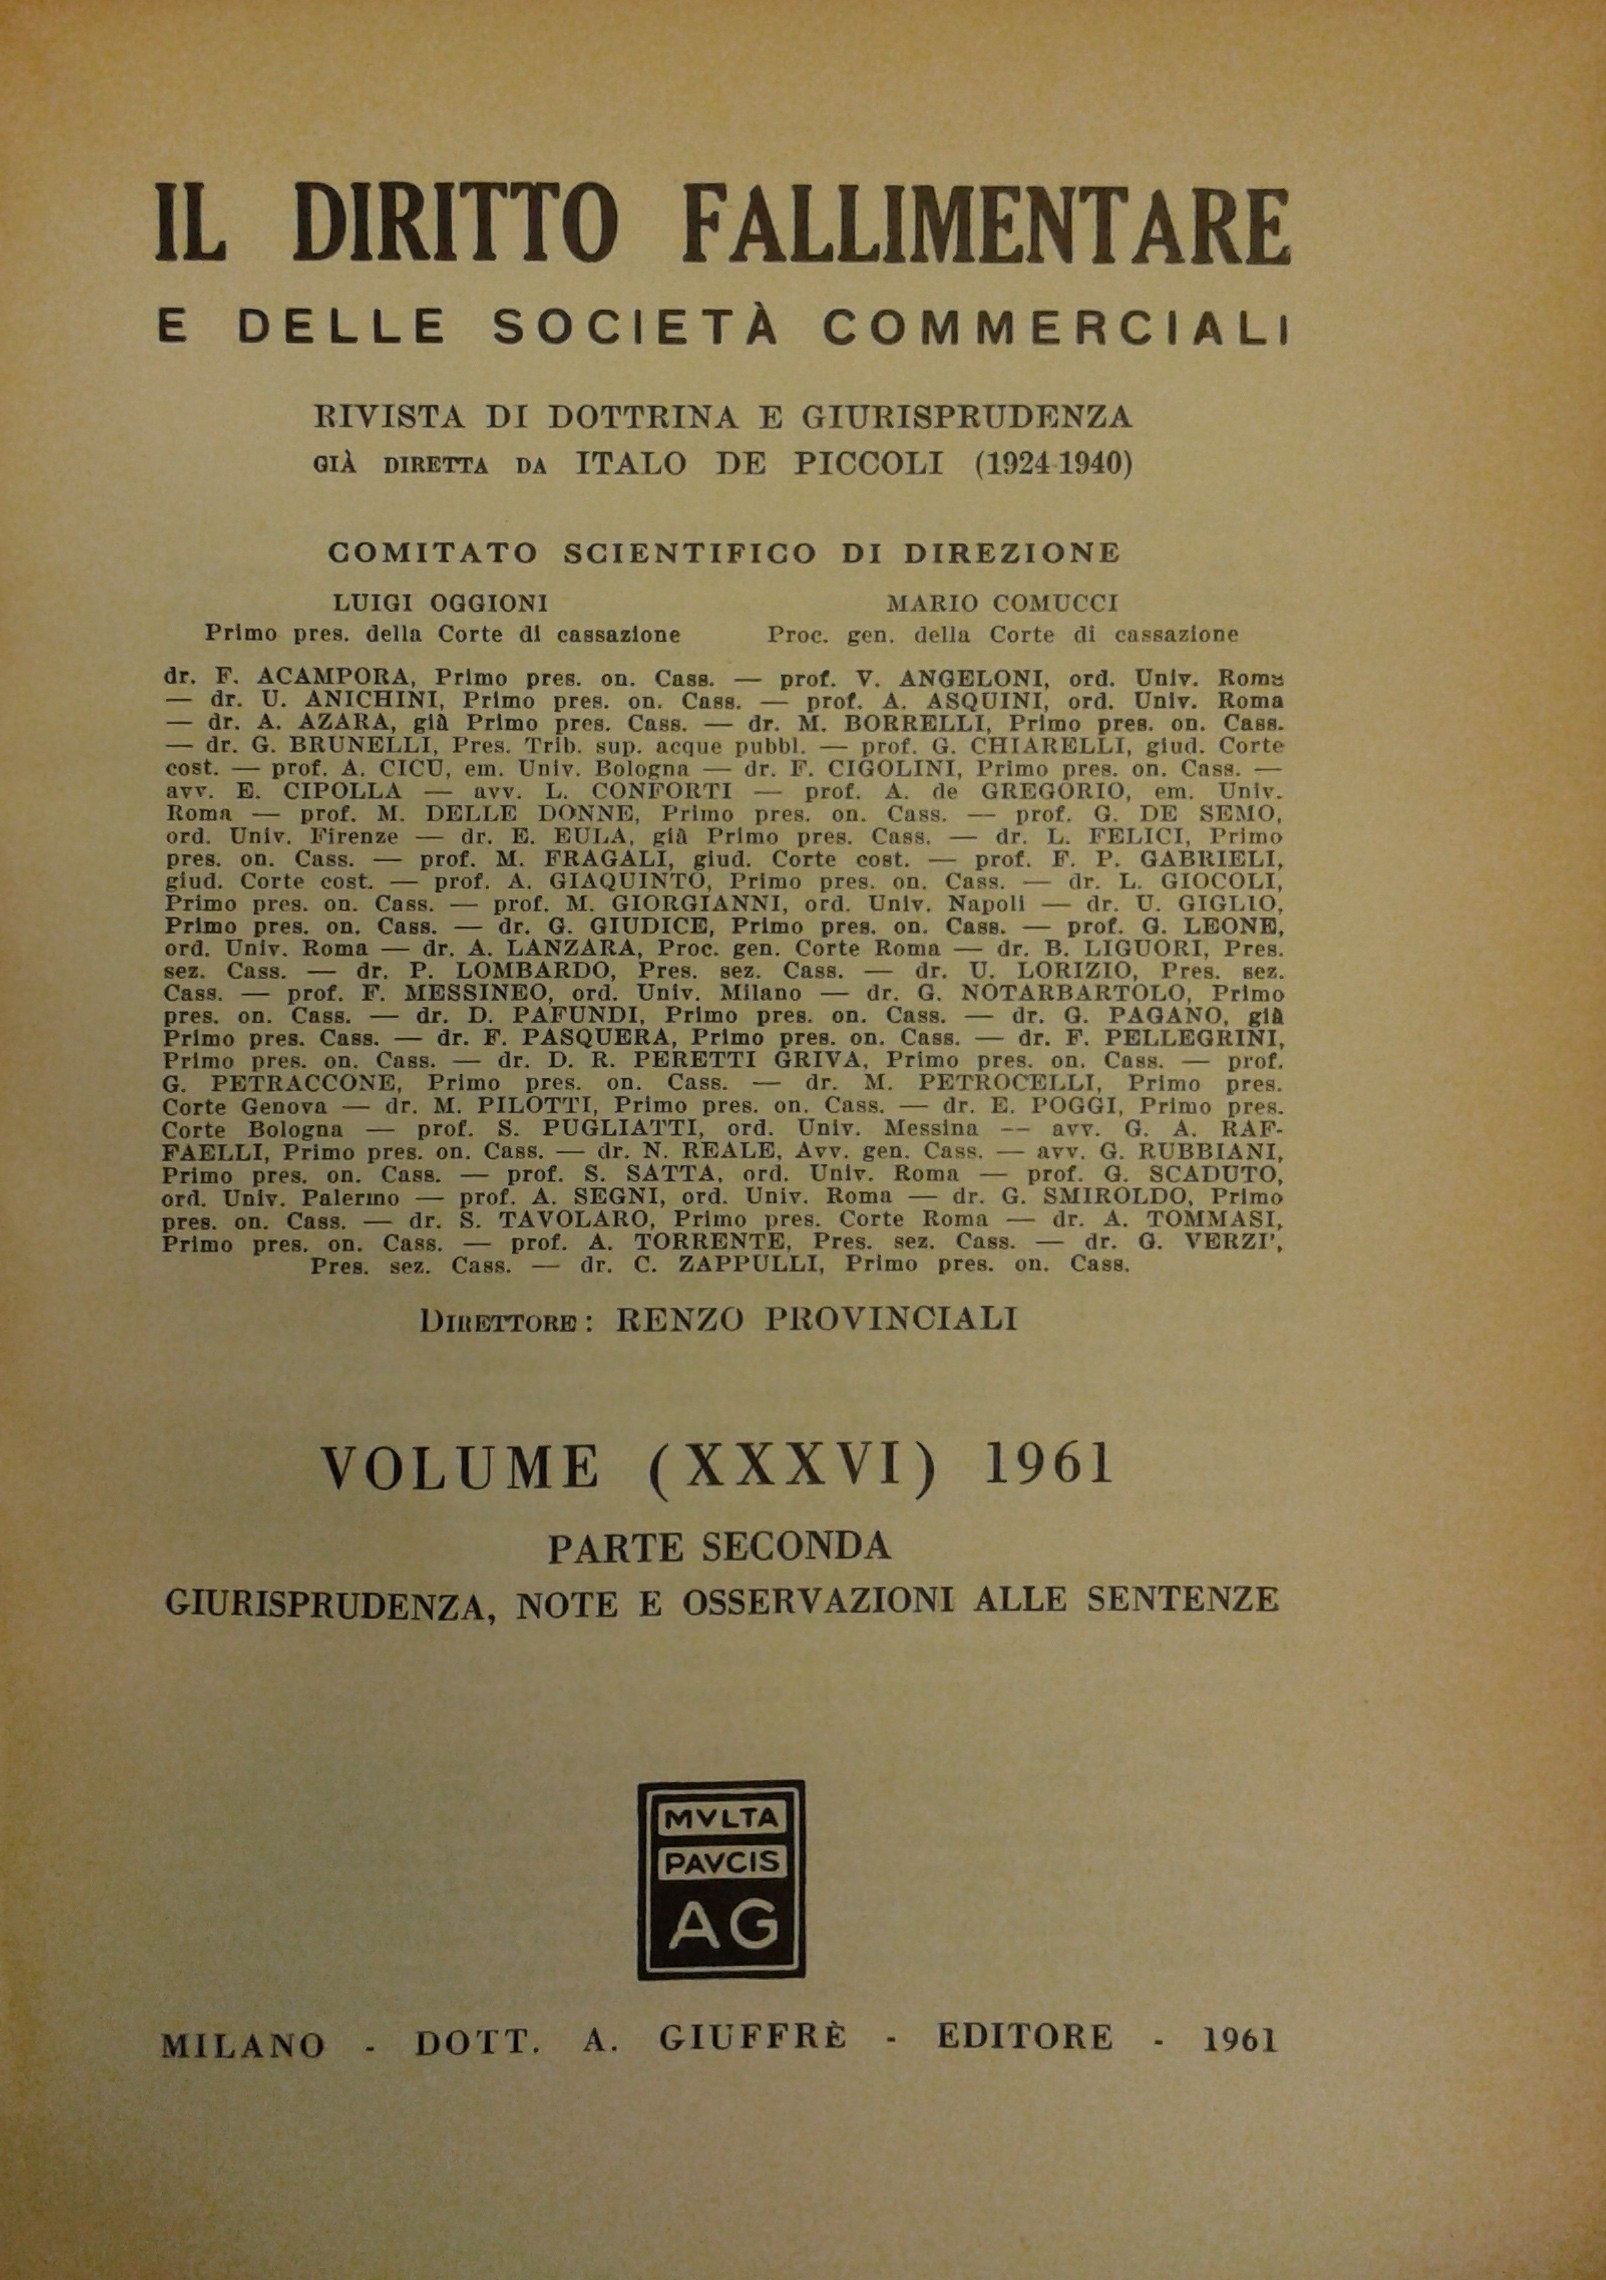 IL DIRITTO FALLIMENTARE
E DELLE SOCIETÀ COMMERCIALI
RIVISTA DI DOTTRINA E GIURISPRUDENZA
GIÀ DIRETTA DA ITALO DE PICCOLI (1924-1940)
COMITATO SCIENTIFICO DI DIREZIONE
LUIGI OGGIONI
Primo pres. della Corte di cassazione
MARIO COMUCCI
Proc. gen. della Corte di cassazione
dr. F. ACAMPORA, Primo pres. on. Cass. — prof. V. ANGELONI, ord. Univ. Roma
— dr. U. ANICHINI, Primo pres. on. Cass. — prof. A. ASQUINI, ord. Univ. Roma
— dr. A. AZARA, già Primo pres. Cass. — dr. M. BORRELLI, Primo pres. on. Cass.
— dr. G. BRUNELLI, Pres. Trib. sup. acque pubbl. — prof. G. CHIARELLI, giud. Corte
cost. — prof. A. CICU, em. Univ. Bologna — dr. F. CIGOLINI, Primo pres. on. Cass. —
avv. E. CIPOLLA — avv. L. CONFORTI — prof. A. de GREGORIO, em. Univ.
Roma — prof. M. DELLE DONNE, Primo pres. on. Cass. — prof. G. DE SEMO,
ord. Univ. Firenze — dr. E. EULA, già Primo pres. Cass. — dr. L. FELICI, Primo
pres. on. Cass. — prof. M. FRAGALI, giud. Corte cost. — prof. F. P. GABRIELI,
giud. Corte cost. — prof. A. GIAQUINTO, Primo pres. on. Cass. — dr. L. GIOCOLI,
Primo pres. on. Cass. — prof. M. GIORGIANNI, ord. Univ. Napoli — dr. U. GIGLIO,
Primo pres. on. Cass. — dr. G. GIUDICE, Primo pres. on. Cass. — prof. G. LEONE,
ord. Univ. Roma — dr. A. LANZARA, Proc. gen. Corte Roma — dr. B. LIGUORI, Pres.
sez. Cass. — dr. P. LOMBARDO, Pres. sez. Cass. — dr. U. LORIZIO, Pres. sez.
Cass. — prof. F. MESSINEO, ord. Univ. Milano — dr. G. NOTARBARTOLO, Primo
pres. on. Cass. — dr. D. PAFUNDI, Primo pres. on. Cass. — dr. G. PAGANO, già
Primo pres. Cass. — dr. F. PASQUERA, Primo pres. on. Cass. — dr. F. PELLEGRINI,
Primo pres. on. Cass. — dr. D. R. PERETTI GRIVA, Primo pres. on. Cass. — prof.
G. PETRACCONE, Primo pres. on. Cass. — dr. M. PETROCELLI, Primo pres.
Corte Genova — dr. M. PILOTTI, Primo pres. on. Cass. — dr. E. POGGI, Primo pres.
Corte Bologna — prof. S. PUGLIATTI, ord. Univ. Messina — avv. G. A. RAF-
FAELLI, Primo pres. on. Cass. — dr. N. REALE, Avv. gen. Cass. — avv. G. RUBBIANI,
Primo pres. on. Cass. — prof. S. SATTA, ord. Univ. Roma — prof. G. SCADUTO,
ord. Univ. Palermo — prof. A. SEGNI, ord. Univ. Roma — dr. G. SMIROLDO, Primo
pres. on. Cass. — dr. S. TAVOLARO, Primo pres. Corte Roma — dr. A. TOMMASI,
Primo pres. on. Cass. — prof. A. TORRENTE, Pres. sez. Cass. — dr. G. VERZI',
Pres. sez. Cass. — dr. C. ZAPPULLI, Primo pres. on. Cass.
DIRETTORE: RENZO PROVINCIALI
VOLUME (XXXVI) 1961
PARTE SECONDA
GIURISPRUDENZA, NOTE E OSSERVAZIONI ALLE SENTENZE
MVLTA
PAVCIS
AG
MILANO - DOTT. A. GIUFFRÈ - EDITORE - 1961